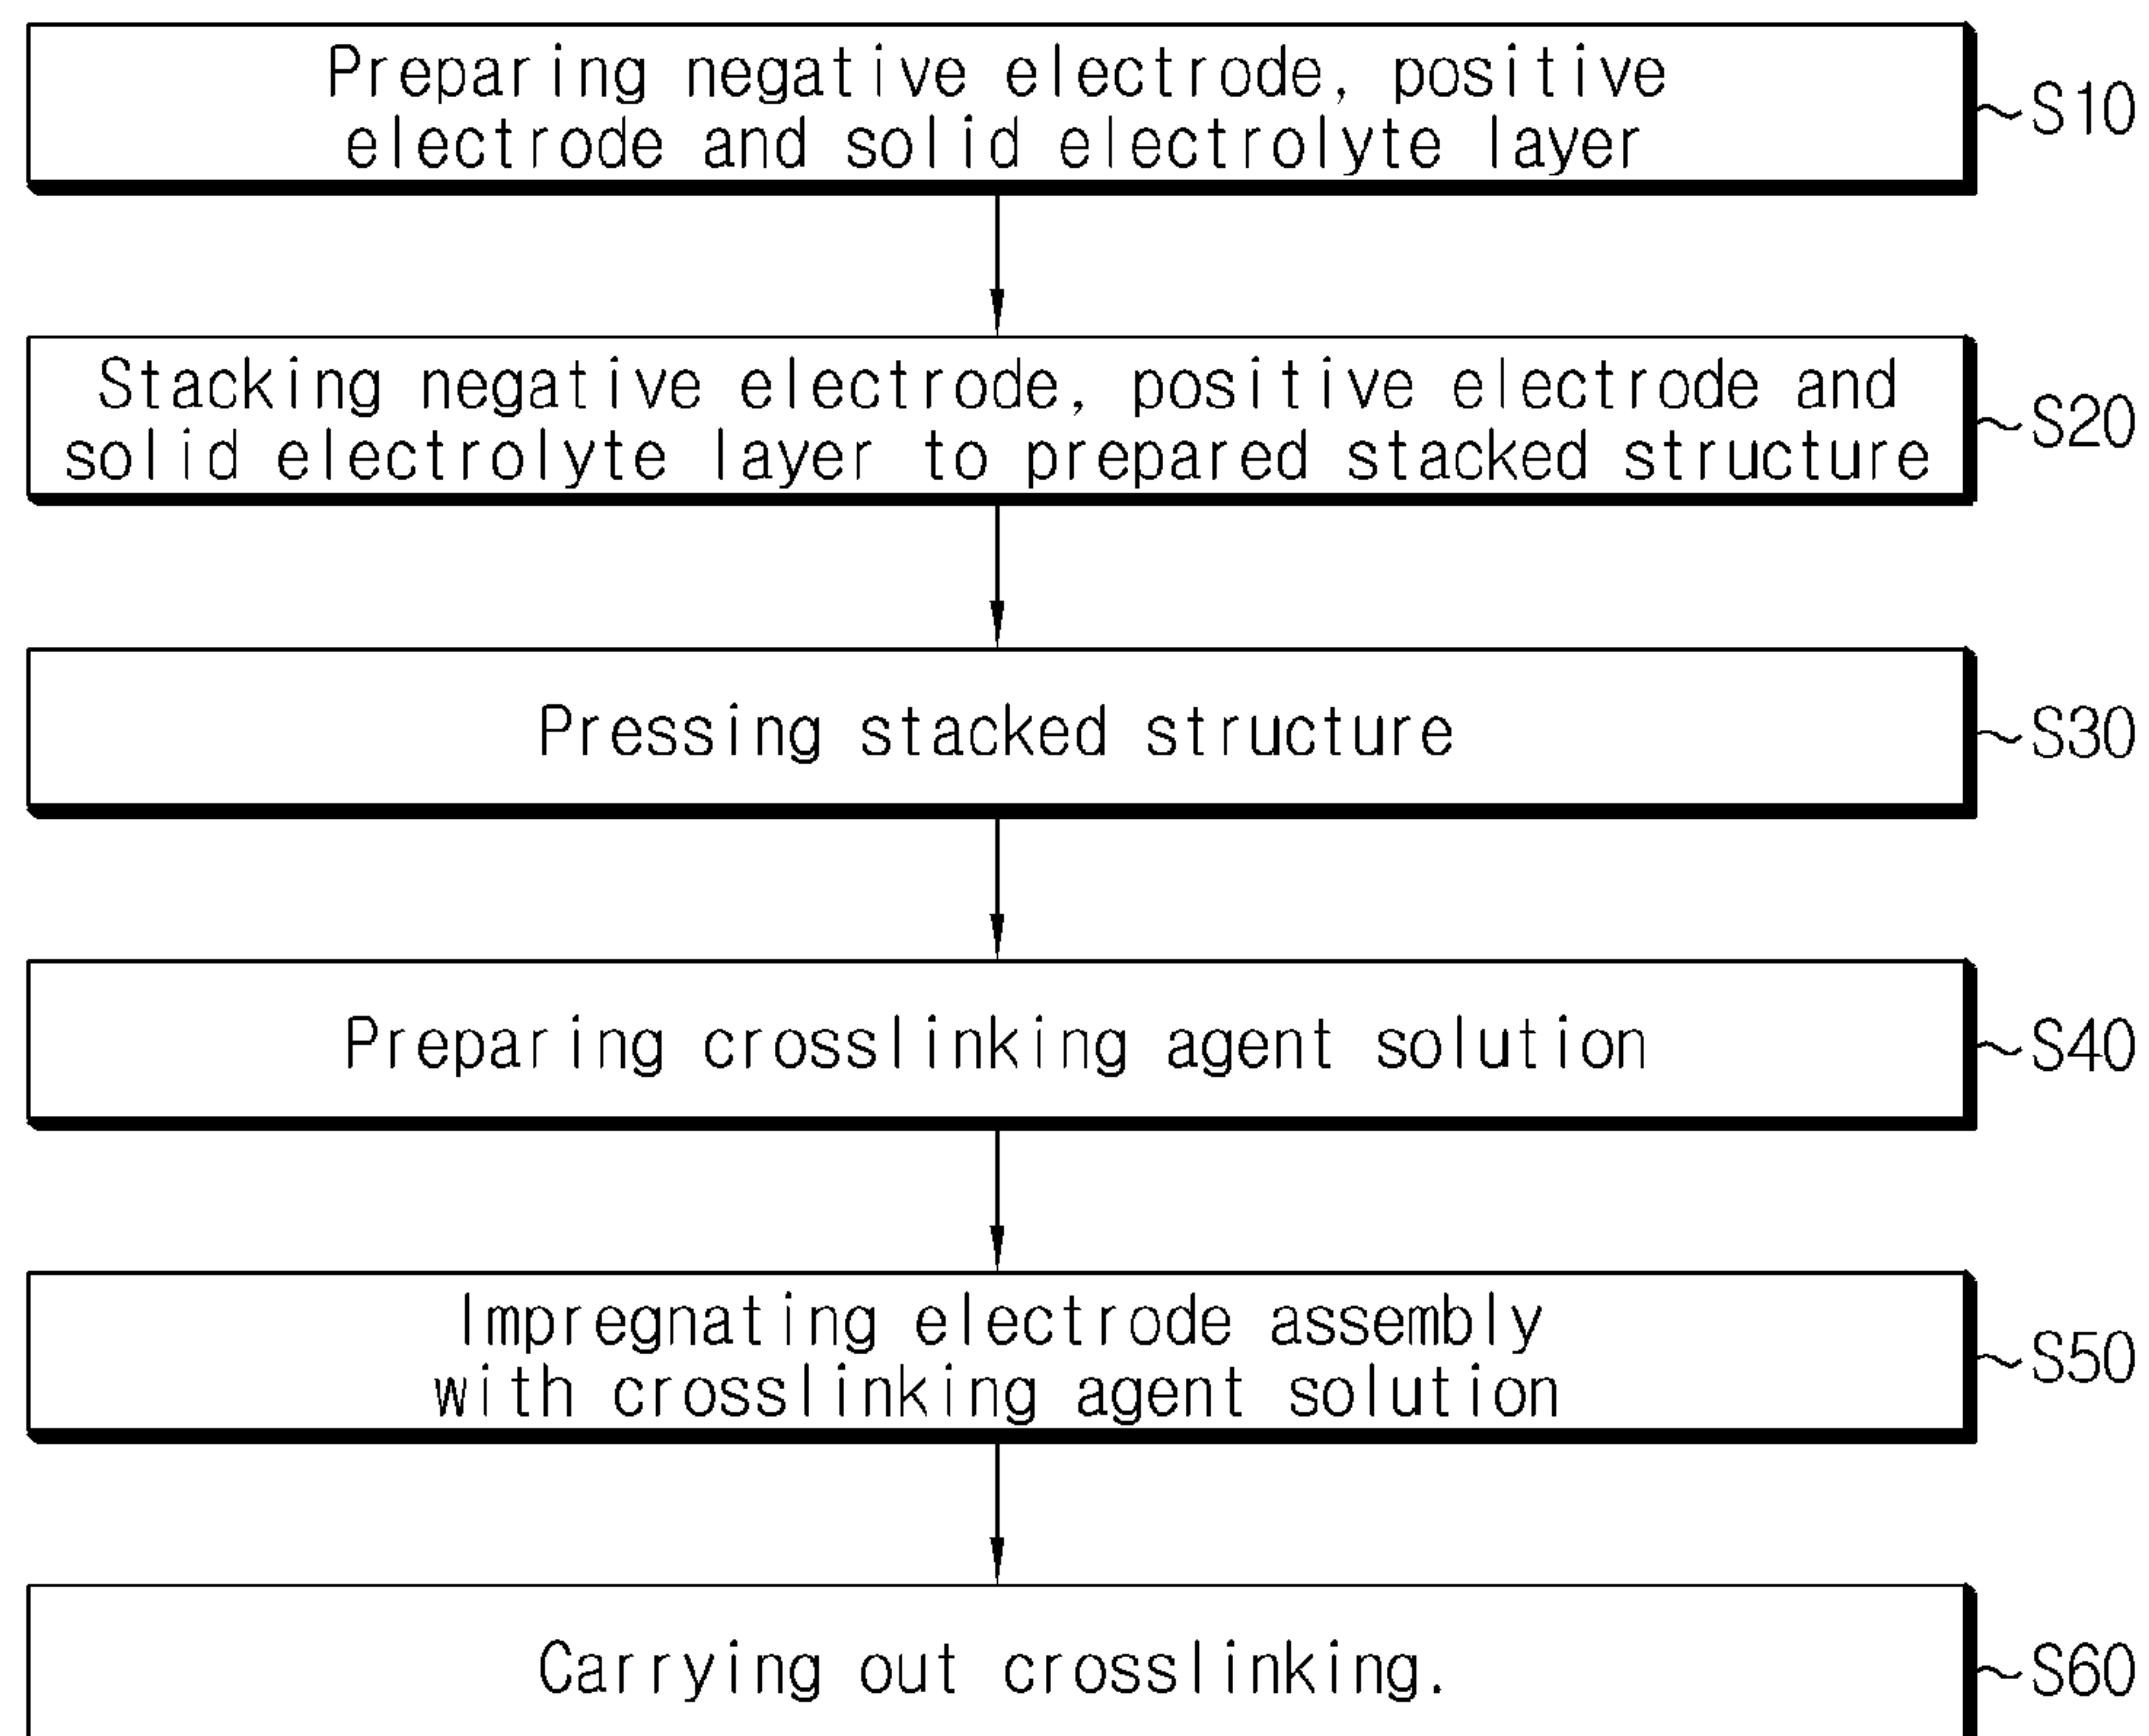 Preparing negative electrode, positive
electrode and solid electrolyte layer
S10
Stacking negative electrode, positive electrode and
solid electrolyte layer to prepared stacked structure
S20
Pressing stacked structure
S30
Preparing crosslinking agent solution
S40
Impregnating electrode assembly
with crosslinking agent solution
S50
Carrying out crosslinking.
S60